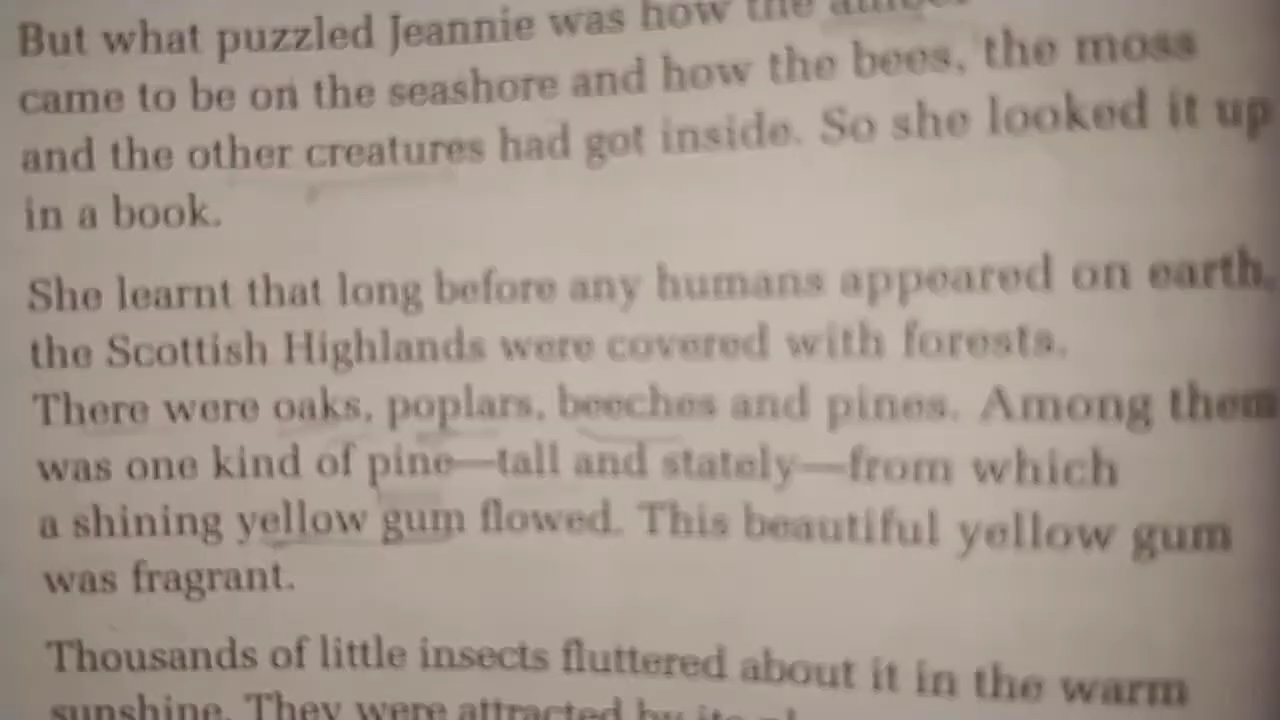 But what puzzled Jeannie was how the amber
came to be on the seashore and how the bees, the moss
and the other creatures had got inside. So she looked it up
in a book.
She learnt that long before any humans appeared on earth,
the Scottish Highlands were covered with forests.
There were oaks, poplars, beeches and pines. Among them
was one kind of pine—tall and stately—from which
a shining yellow gum flowed. This beautiful yellow gum
was fragrant.
Thousands of little insects fluttered about it in the warm
sunshine. They were attracted by its